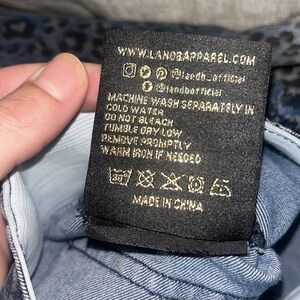 WWW.LANDBAPPAREL.COM
@landb_official
@landb_official
MACHINE WASH SEPARATELY IN
COLD WATER
DO NOT BLEACH
TUMBLE DRY LOW
REMOVE PROMPTLY
WARM IRON IF NEEDED
MADE IN CHINA